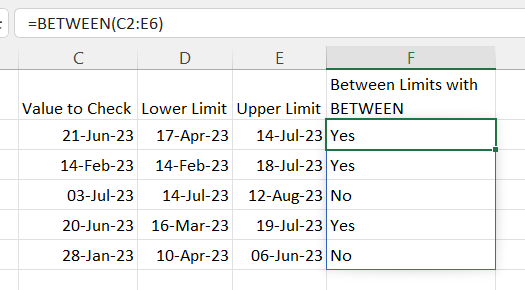 =BETWEEN(C2:E6)
C D E F
Value to Check Lower Limit Upper Limit Between Limits with
BETWEEN
21-Jun-23 17-Apr-23 14-Jul-23 Yes
14-Feb-23 14-Feb-23 18-Jul-23 Yes
03-Jul-23 14-Jul-23 12-Aug-23 No
20-Jun-23 16-Mar-23 19-Jul-23 Yes
28-Jan-23 10-Apr-23 06-Jun-23 No